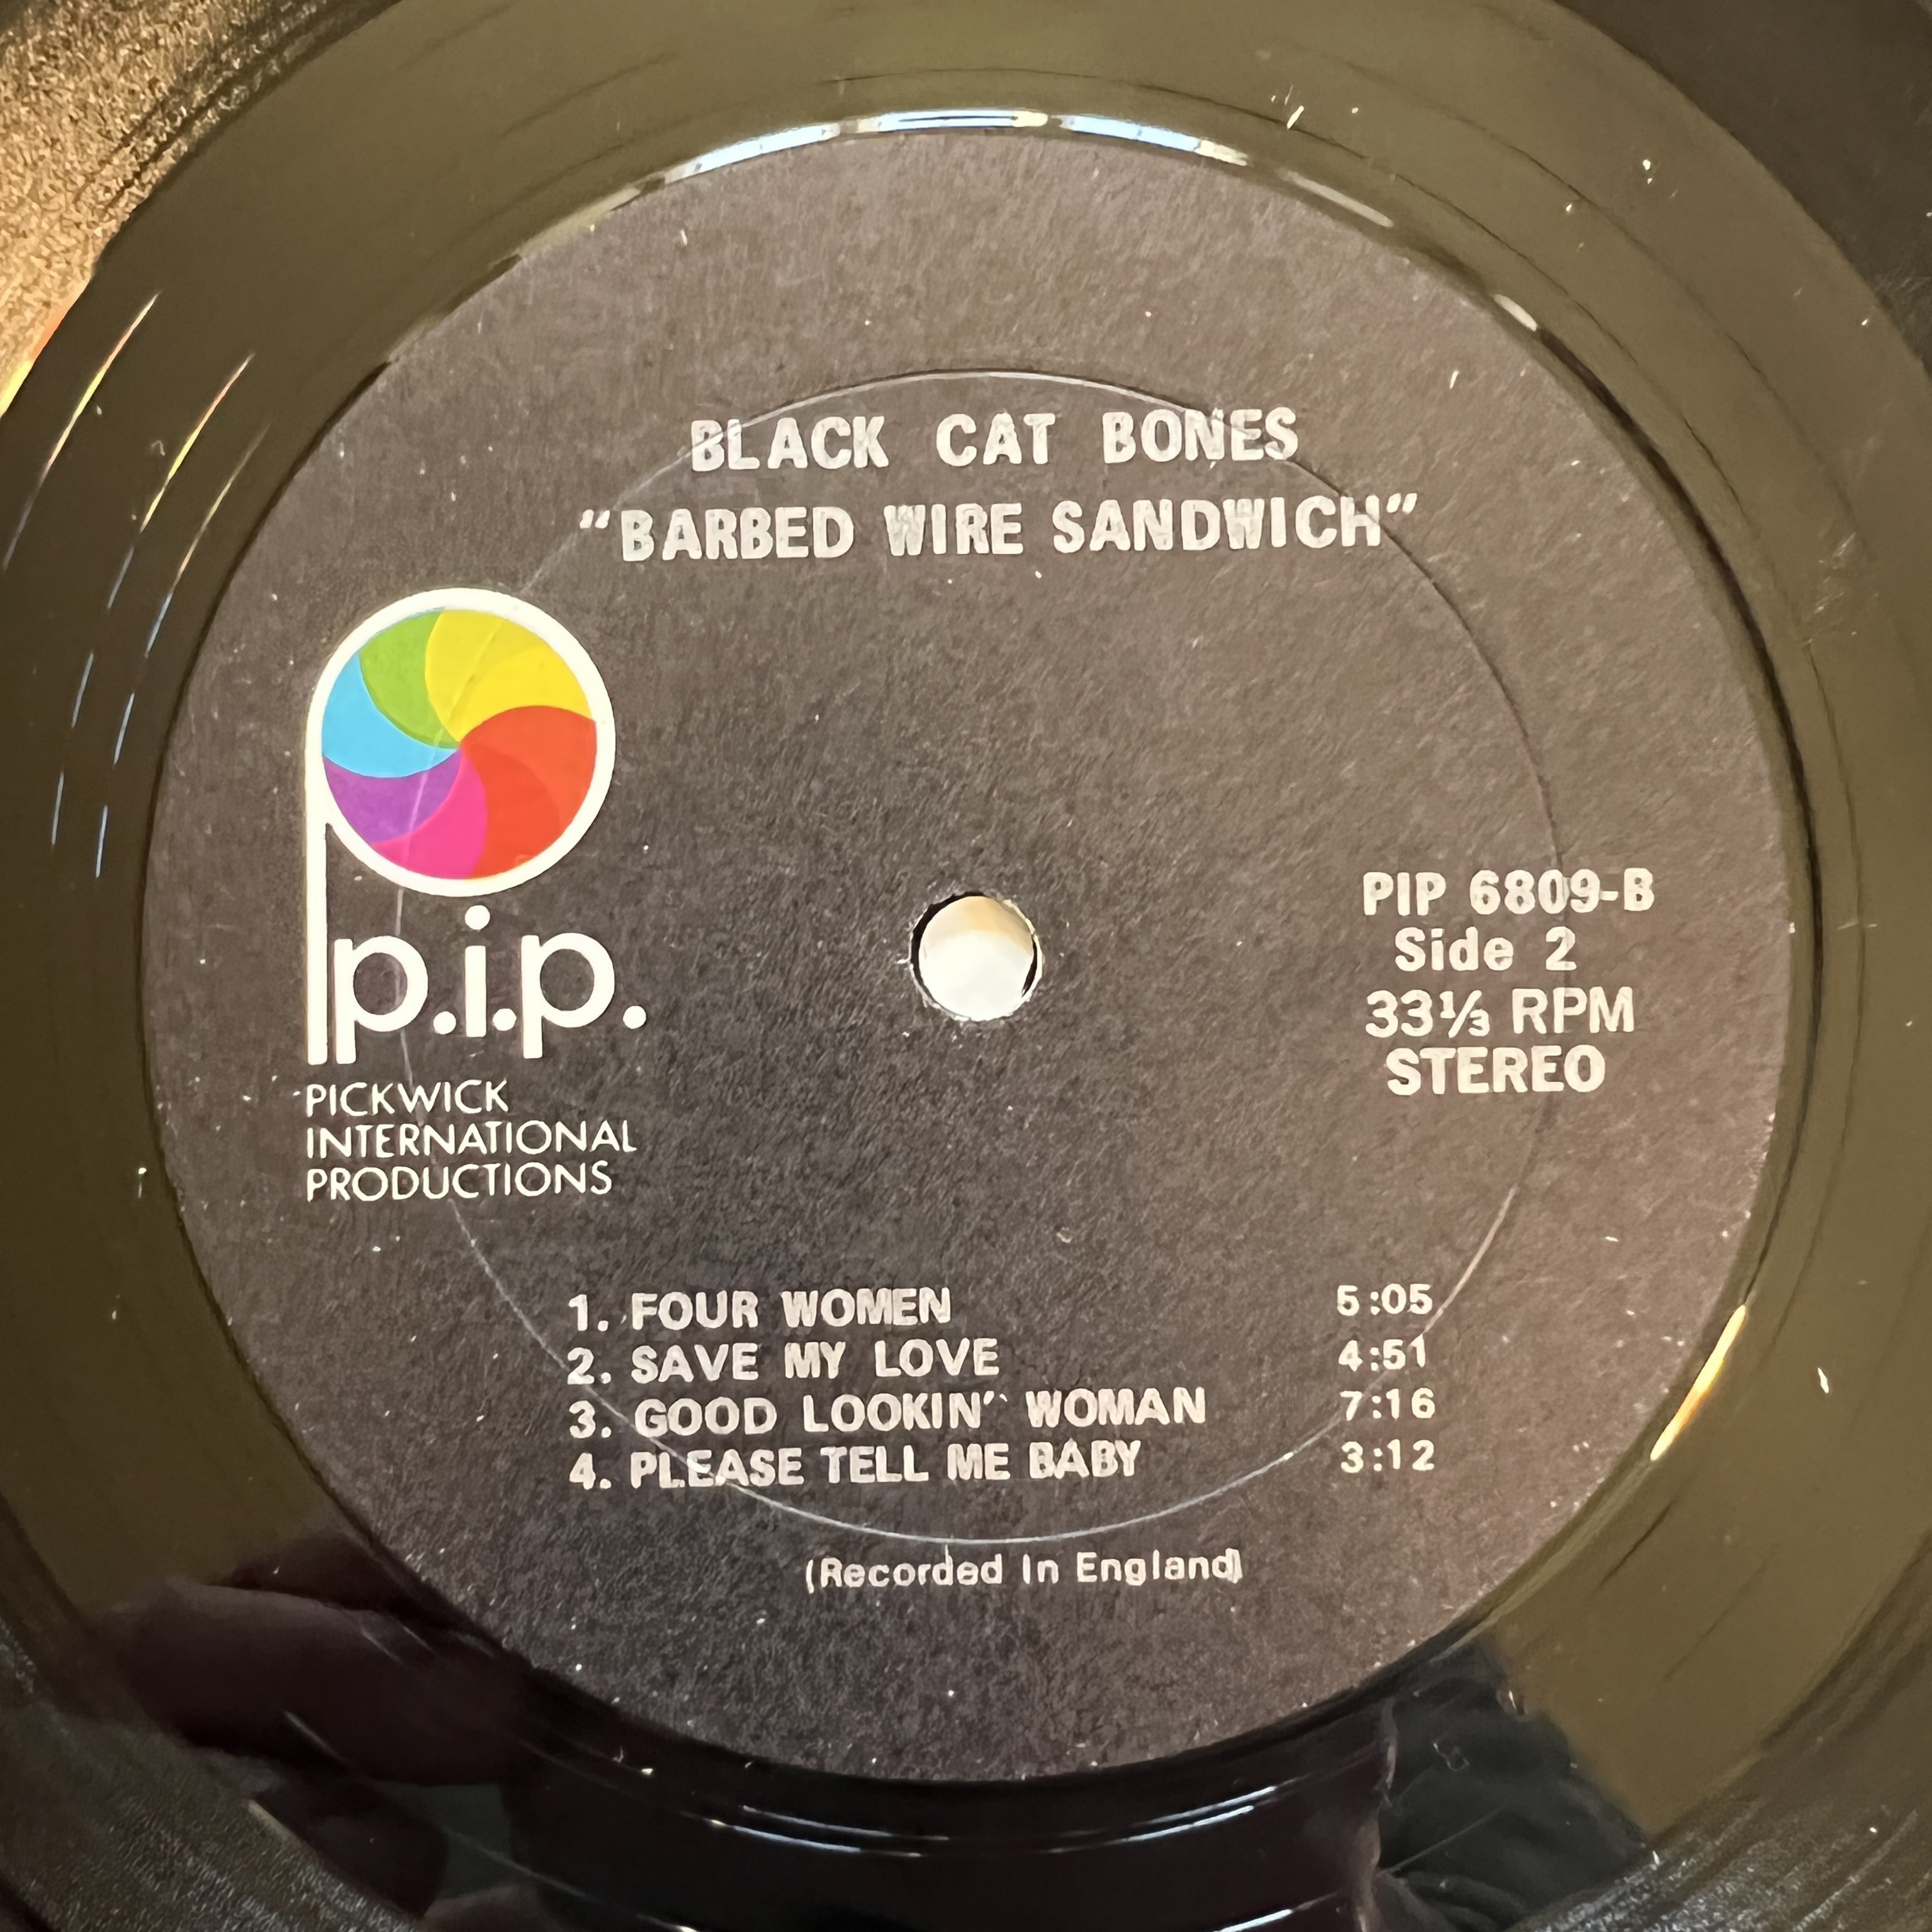 BLACK CAT BONES
"BARBED WIRE SANDWICH"
p.i.p.
PICKWICK
INTERNATIONAL
PRODUCTIONS
PIP 6809-B
Side 2
33⅓ RPM
STEREO
1. FOUR WOMEN 5:05
2. SAVE MY LOVE 4:51
3. GOOD LOOKIN' WOMAN 7:16
4. PLEASE TELL ME BABY 3:12
(Recorded In England)